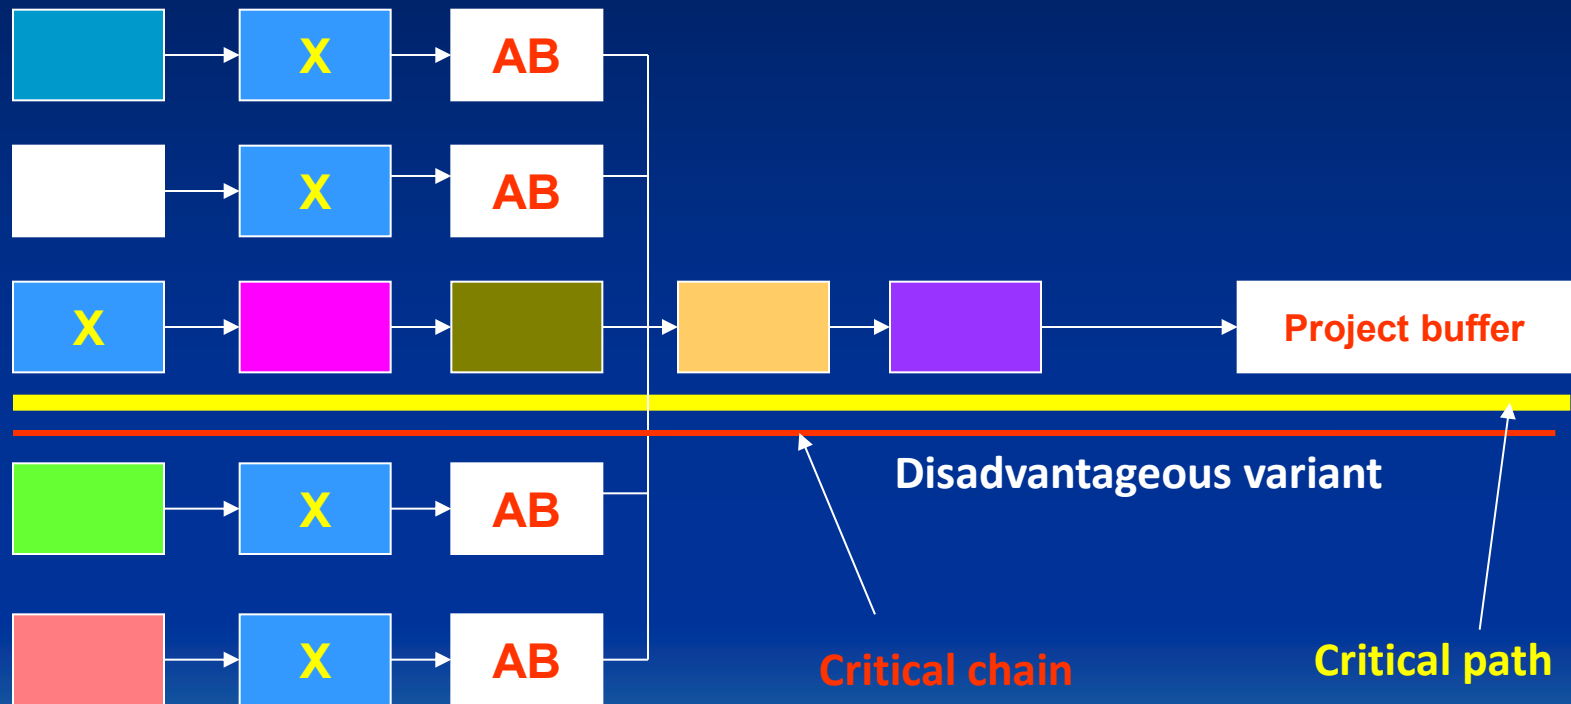 X
AB
X
AB
X
Project buffer
Disadvantageous variant
X
AB
X
AB
Critical chain
Critical path